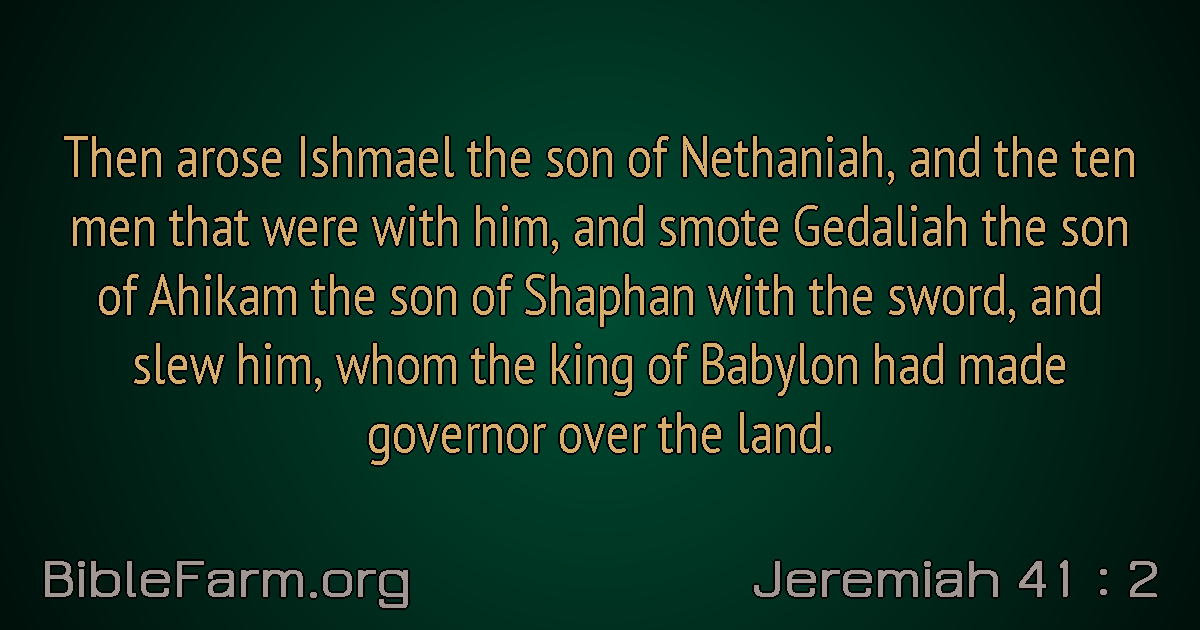 Then arose Ishmael the son of Nethaniah, and the ten
men that were with him, and smote Gedaliah the son
of Ahikam the son of Shaphan with the sword, and
slew him, whom the king of Babylon had made
governor over the land.
BibleFarm.org
Jeremiah 41 : 2